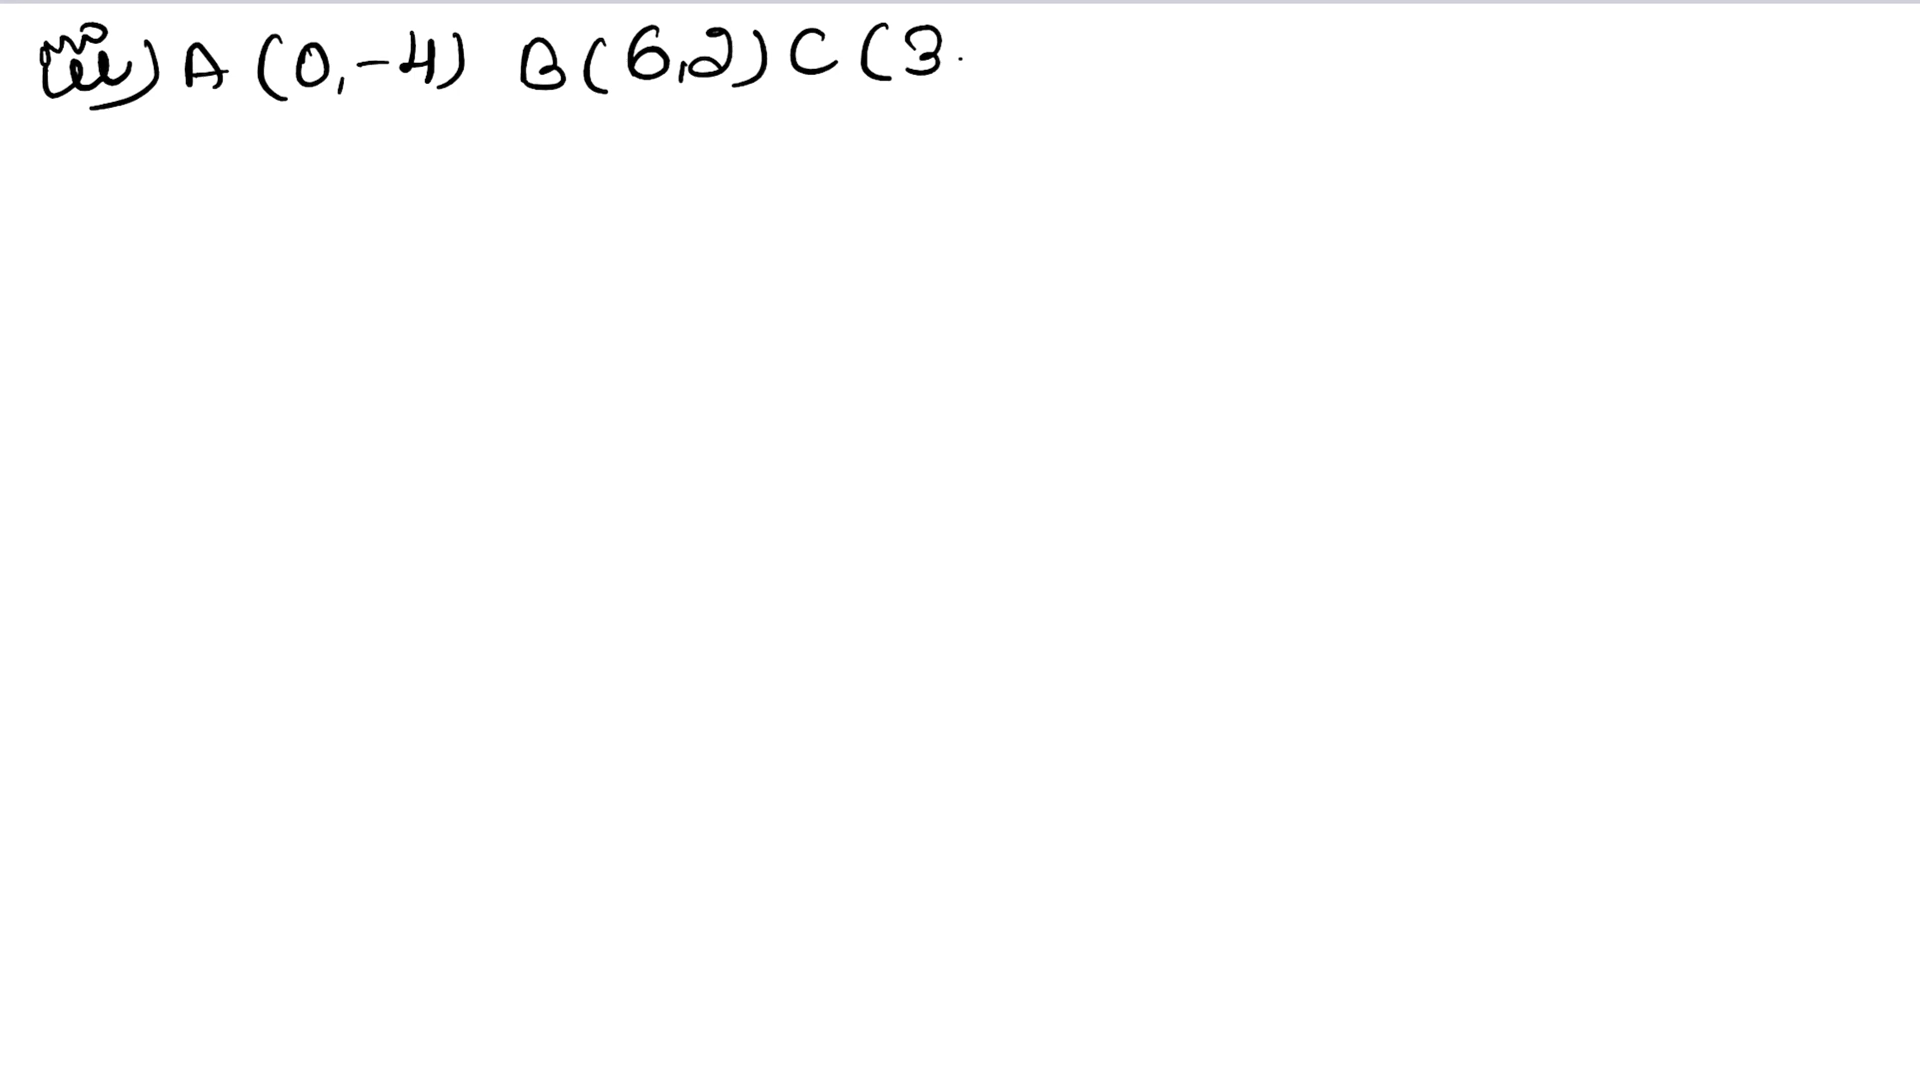 iii) A (0,-4) B(6,2) C (3.